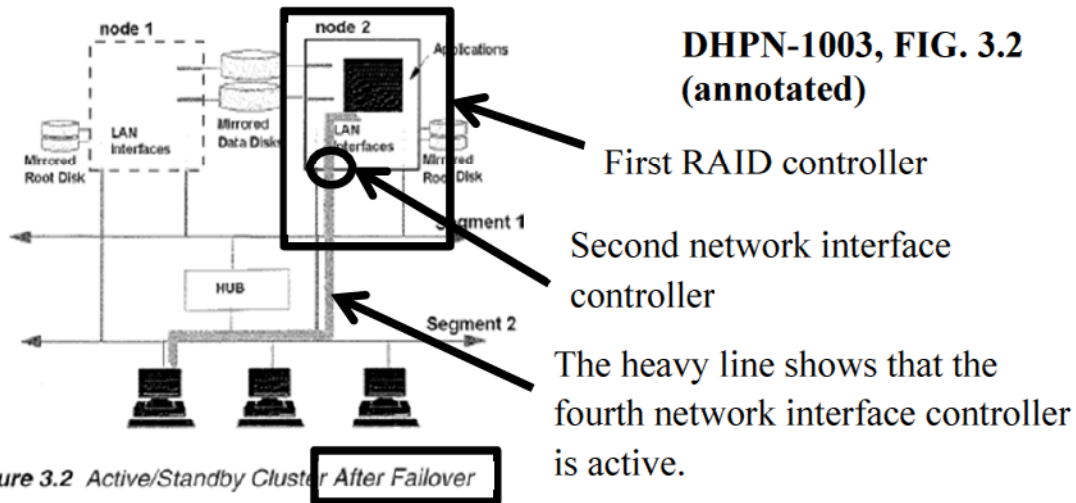 node 1
node 2
Applications
LAN
Interfaces
Mirrored
Data Disks
LAN
Interfaces
Mirrored
Root Disk
Mirrored
Root Disk
Segment 1
HUB
Segment 2
ure 3.2 Active/Standby Cluster After Failover
DHPN-1003, FIG. 3.2
(annotated)
First RAID controller
Second network interface
controller
The heavy line shows that the
fourth network interface controller
is active.